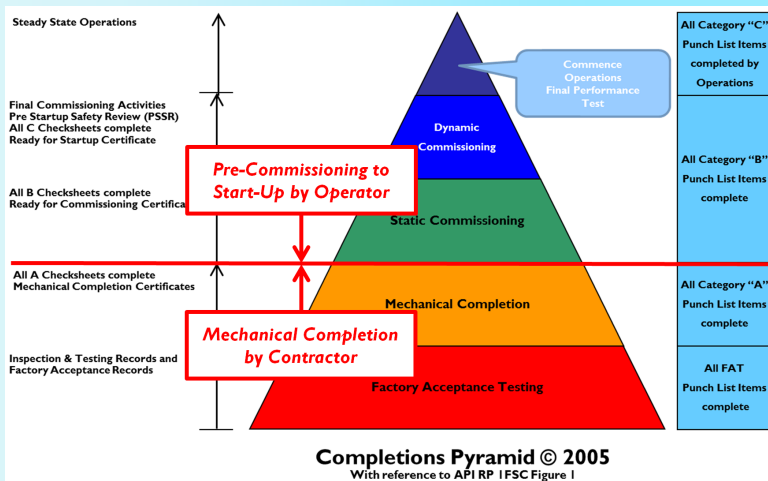 Steady State Operations
Final Commissioning Activities
Pre Startup Safety Review (PSSR)
All C Checksheets complete
Ready for Startup Certificate
All B Checksheets complete
Ready for Commissioning Certifica
All A Checksheets complete
Mechanical Completion Certificates
Inspection & Testing Records and
Factory Acceptance Records
Pre-Commissioning to
Start-Up by Operator
Mechanical Completion
by Contractor
Commence
Operations
Final Performance
Test
Dynamic
Commissioning
Static Commissioning
Mechanical Completion
Factory Acceptance Testing
All Category “C”
Punch List Items
completed by
Operations
All Category “B”
Punch List Items
complete
All Category “A”
Punch List Items
complete
All FAT
Punch List Items
complete
Completions Pyramid © 2005
With reference to API RP 1FSC Figure 1